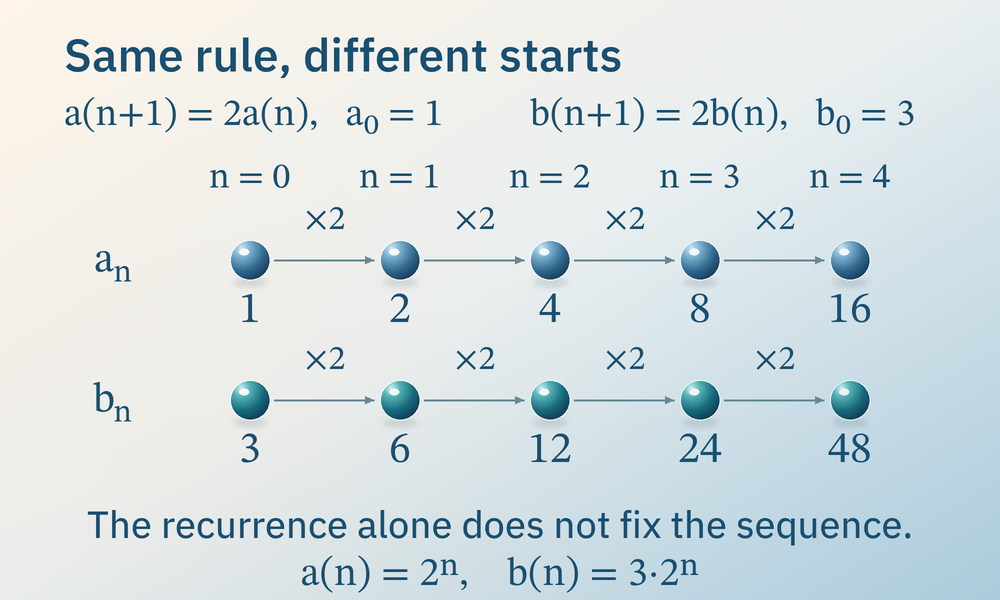 Same rule, different starts
a(n+1) = 2a(n), a₀ = 1 b(n+1) = 2b(n), b₀ = 3
n = 0 n = 1 n = 2 n = 3 n = 4
×2 ×2 ×2 ×2
aₙ
1 2 4 8 16
×2 ×2 ×2 ×2
bₙ
3 6 12 24 48
The recurrence alone does not fix the sequence.
a(n) = 2ⁿ, b(n) = 3·2ⁿ